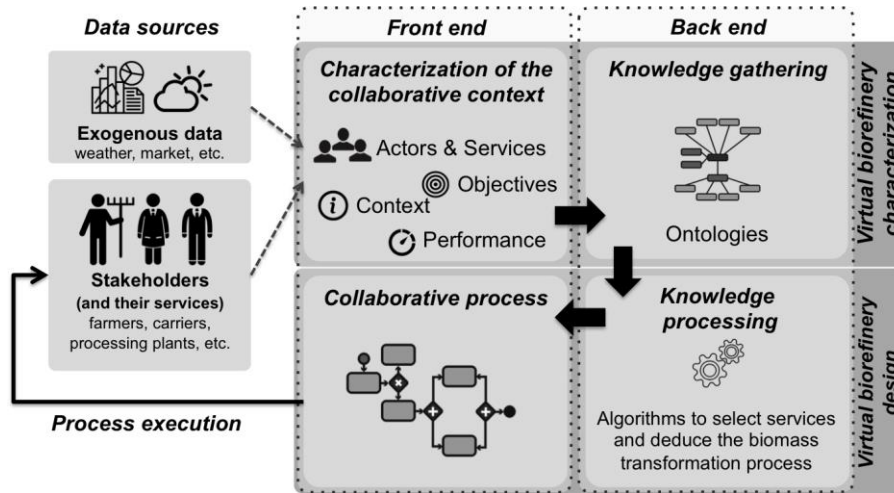 Data sources
Exogenous data
weather, market, etc.
Stakeholders
(and their services)
farmers, carriers,
processing plants, etc.
Process execution
Front end
Characterization of the
collaborative context
Actors & Services
Objectives
i
Context
Performance
Collaborative process
Back end
Knowledge gathering
Ontologies
Knowledge
processing
Algorithms to select services
and deduce the biomass
transformation process
Virtual biorefinery
characterization
Virtual biorefinery
design